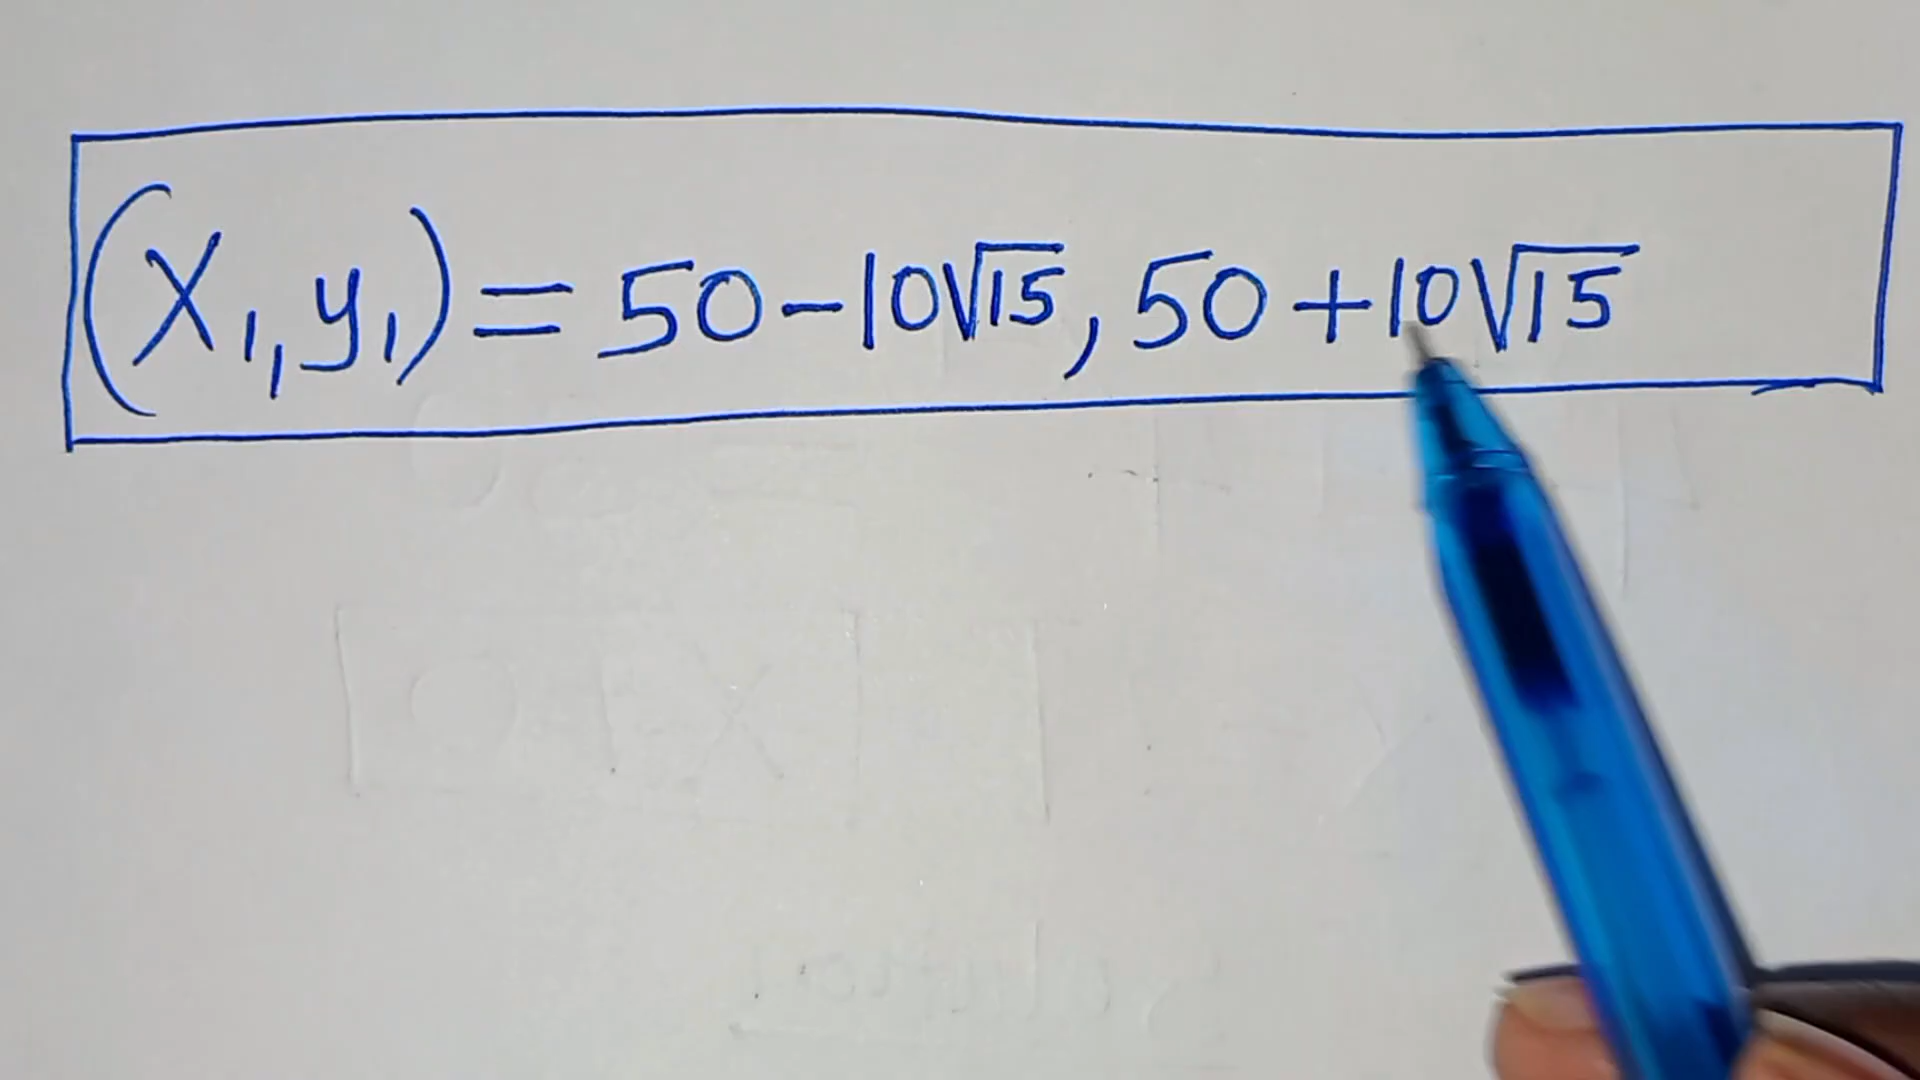 (x₁, y₁) = 50 - 10√15, 50 + 10√15